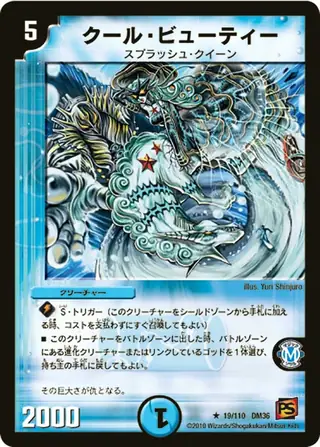 5
クール・ビューティー
スプラッシュ・クイーン
illus. Yuri Shinjuro
クリーチャー
S・トリガー(このクリーチャーをシールドゾーンから手札に加え
る時、コストを支払わずにすぐ召喚してもよい)
■ このクリーチャーをバトルゾーンに出した時、バトルゾーン
にある進化クリーチャーまたはリンクしているゴッドを1体選び、
持ち主の手札に戻してもよい。
その巨大さが仇となる。
2000
★ 19/110 DM36
PS
©2010 Wizards/Shogakukan/Mitsui-Kids